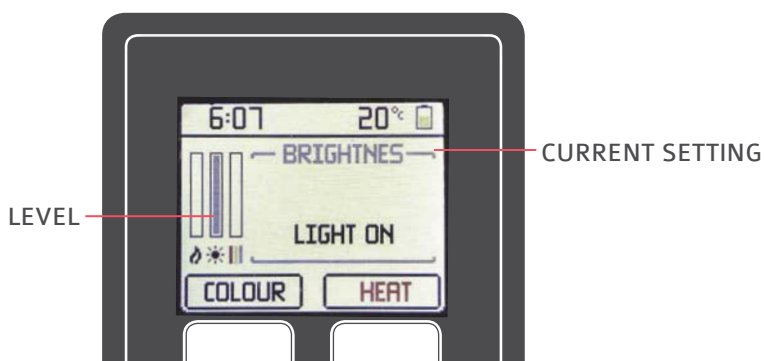 6:07 20°c
BRIGHTNES
CURRENT SETTING
LEVEL
LIGHT ON
COLOUR HEAT